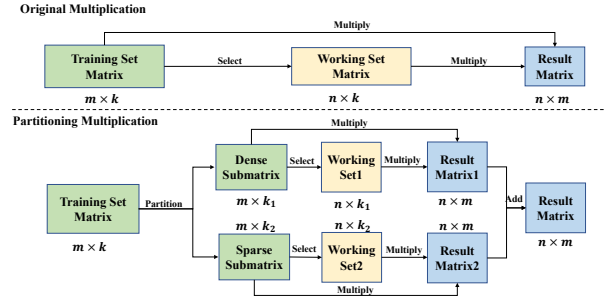 Original Multiplication
Multiply
Training Set
Matrix
Select
Working Set
Matrix
Multiply
Result
Matrix
m × k
n × k
n × m
Partitioning Multiplication
Multiply
Dense
Submatrix
Select
Working
Set1
Multiply
Result
Matrix1
m × k₁
n × k₁
n × m
Training Set
Matrix
Partition
m × k
Add
Result
Matrix
n × m
m × k₂
n × k₂
n × m
Sparse
Submatrix
Select
Working
Set2
Multiply
Result
Matrix2
Multiply